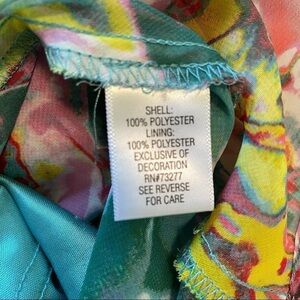 SHELL:
100% POLYESTER
LINING:
100% POLYESTER
EXCLUSIVE OF
DECORATION
RN#73277
SEE REVERSE
FOR CARE